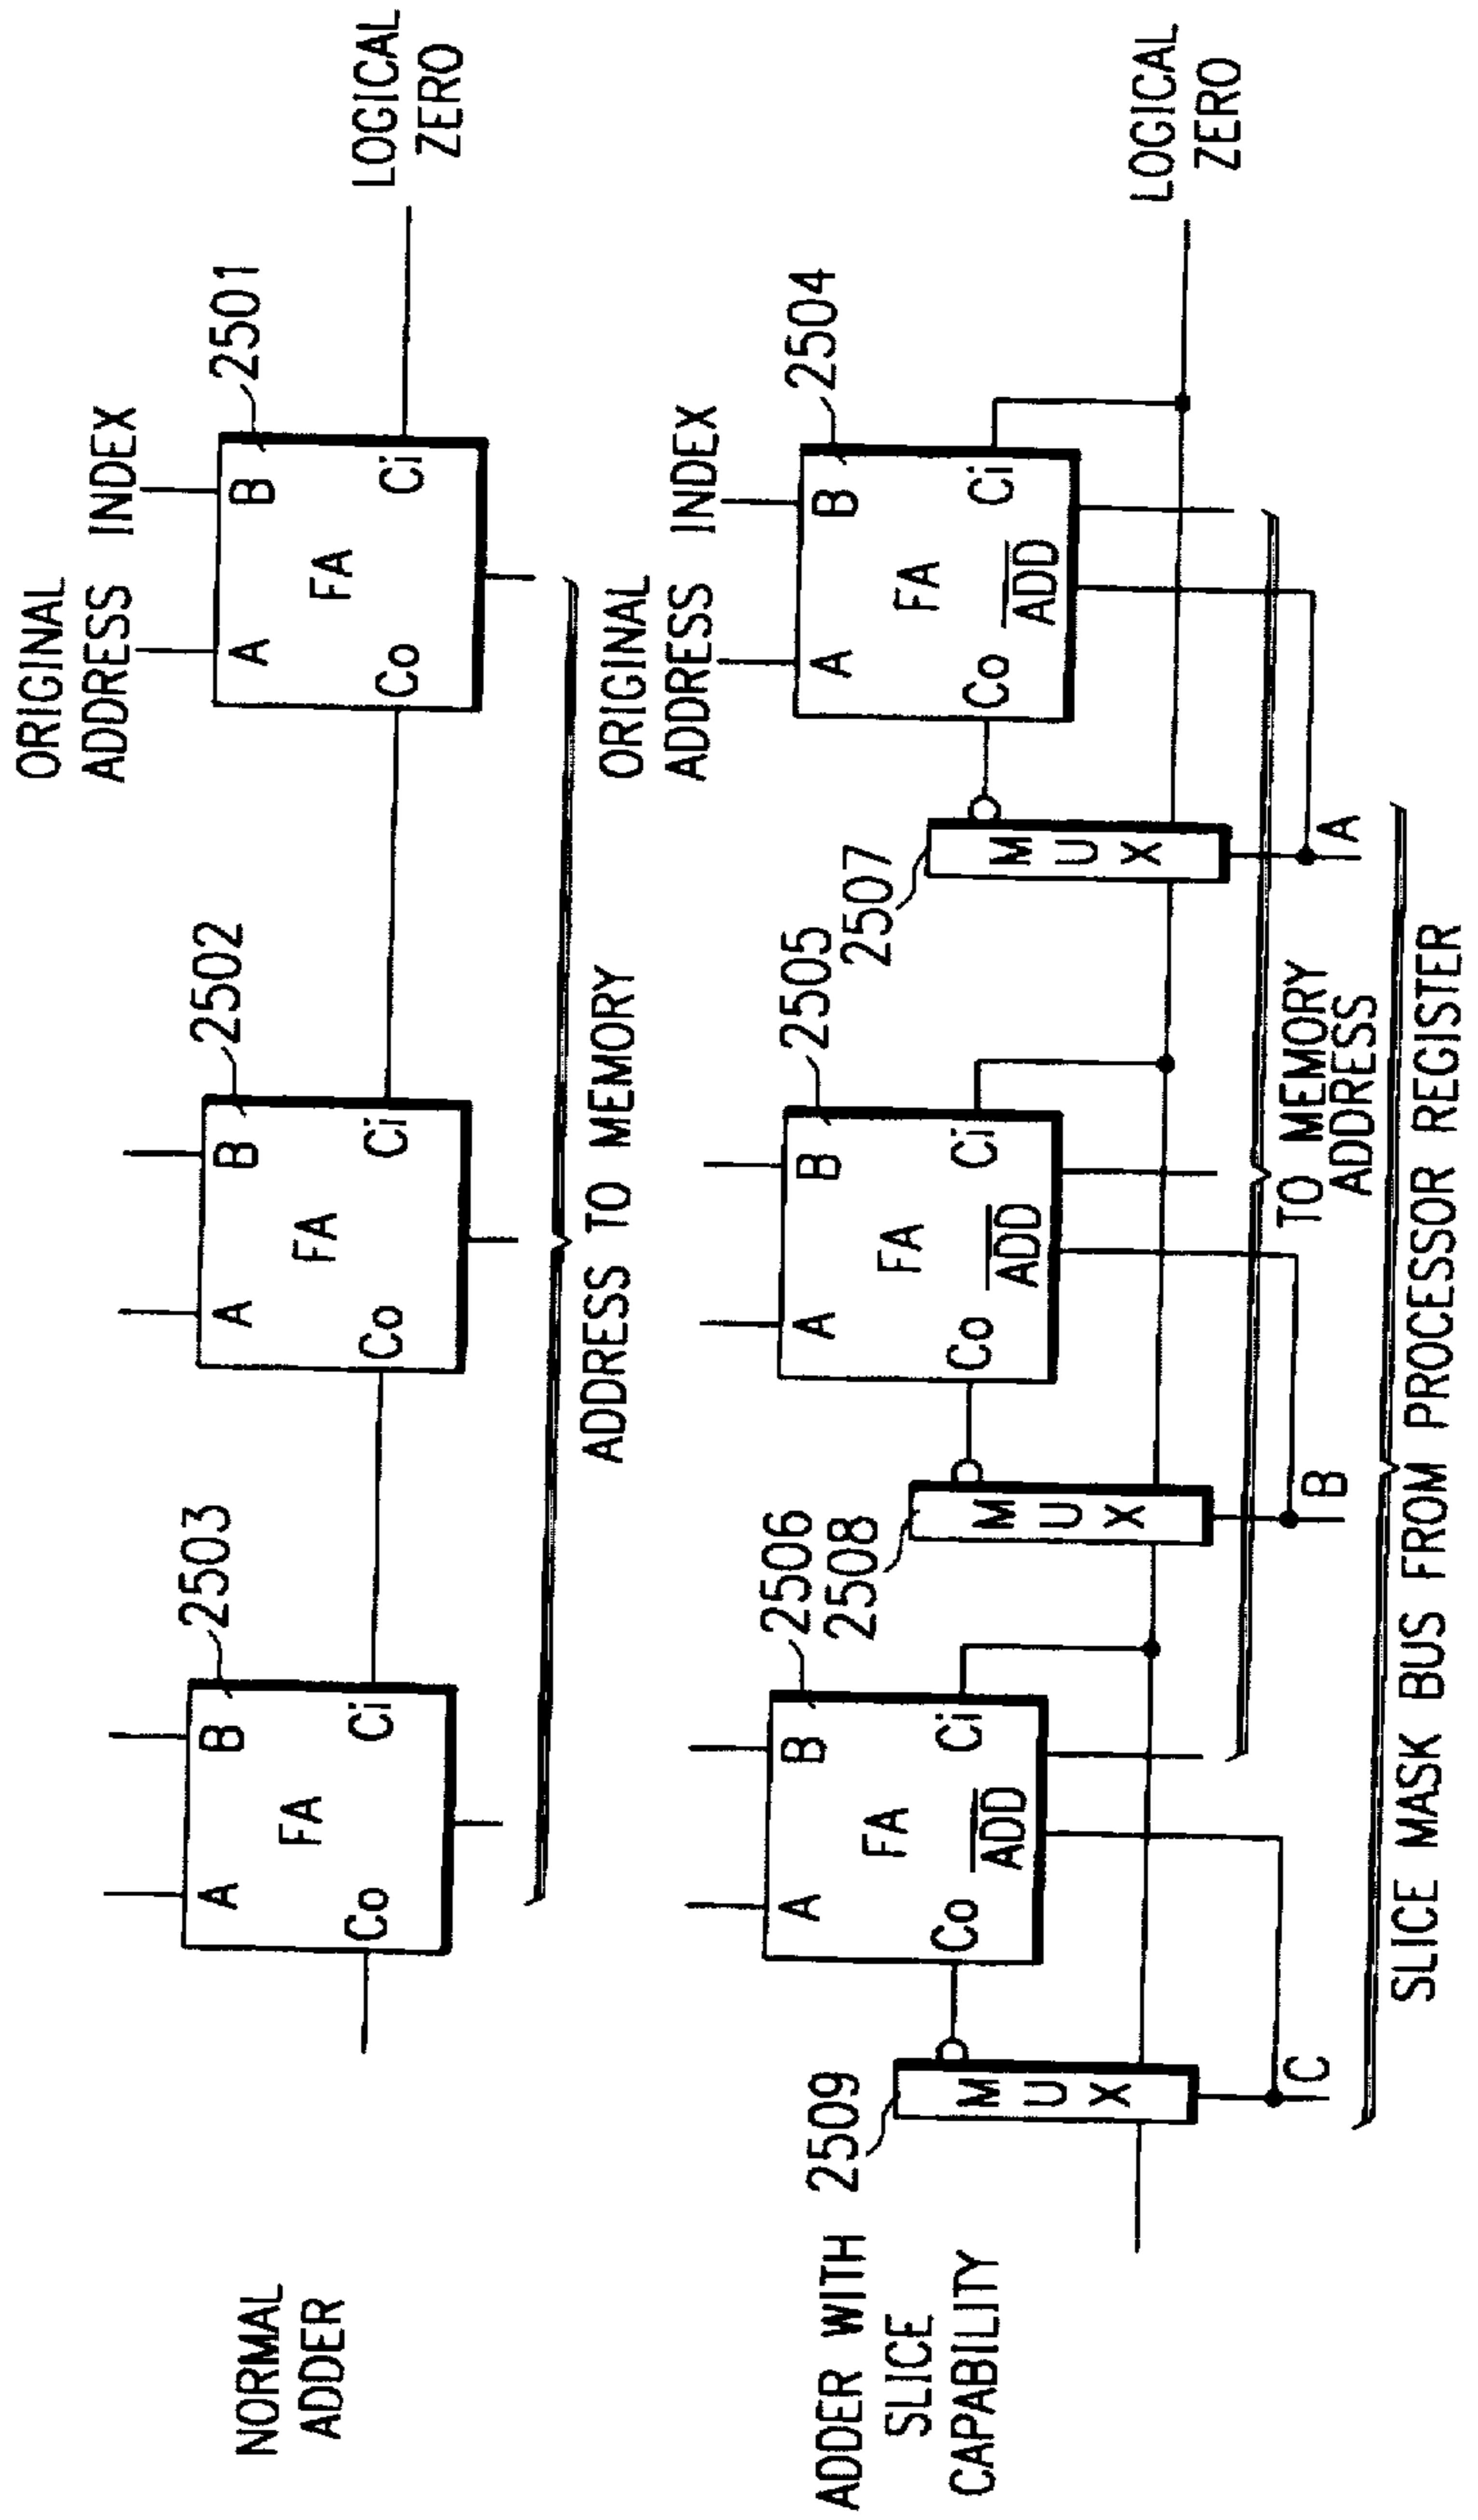 NORMAL
ADDER
ORIGINAL
ADDRESS
INDEX
2503
2502
2501
A
B
FA
Co
Ci
A
B
FA
Co
Ci
A
B
FA
Co
Ci
LOGICAL
ZERO
ADDRESS TO MEMORY
ADDER WITH
SLICE
CAPABILITY
ORIGINAL
ADDRESS
INDEX
2509
2506
2508
2505
2507
2504
A
B
FA
Co
Ci
ADD
A
B
FA
Co
Ci
ADD
A
B
FA
Co
Ci
ADD
MUX
MUX
MUX
LOGICAL
ZERO
C
B
A
TO MEMORY
ADDRESS
SLICE MASK BUS FROM PROCESSOR REGISTER